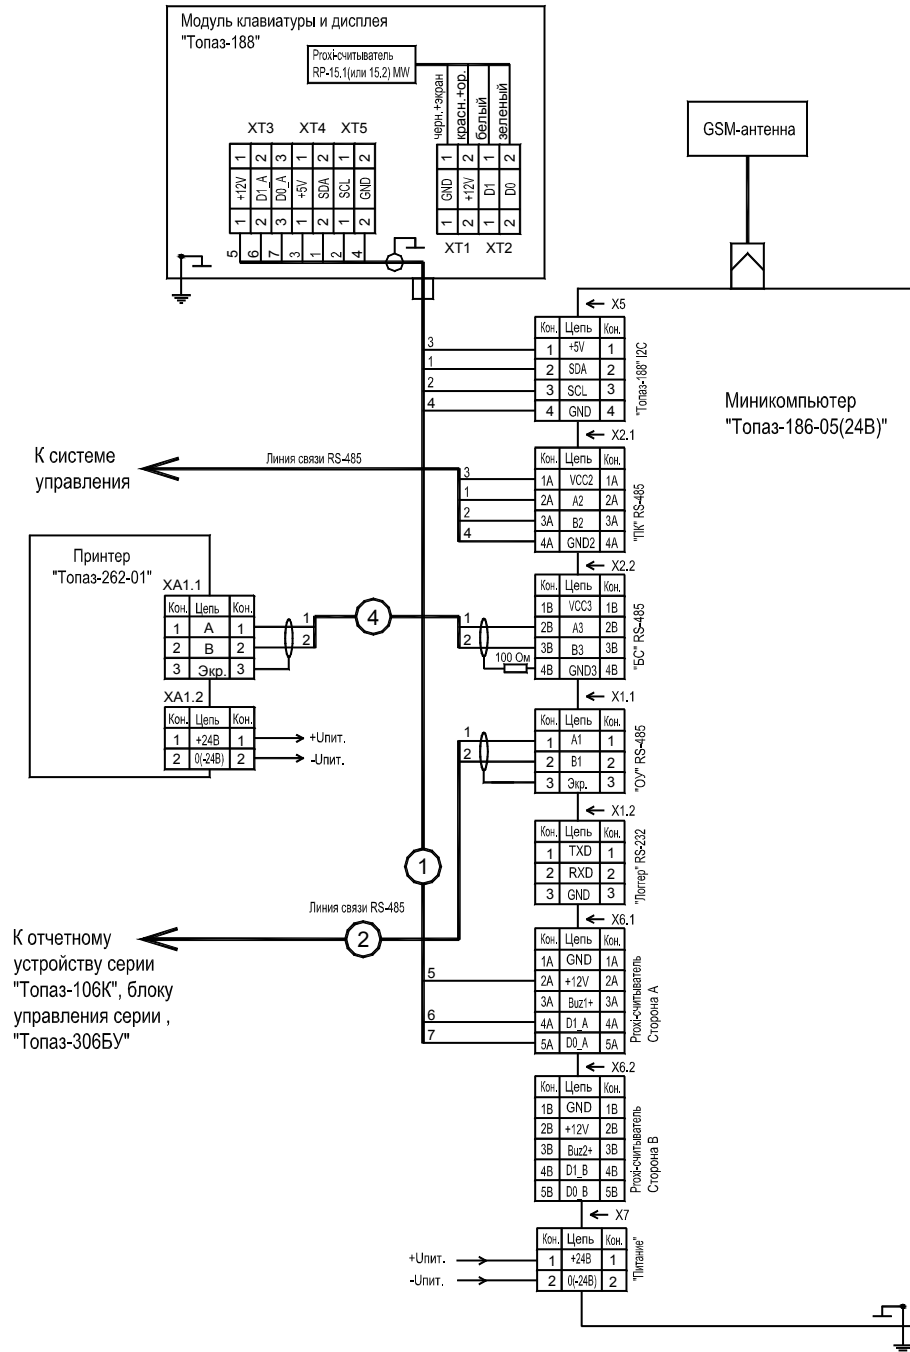 Модуль клавиатуры и дисплея
"Топаз-188"
Proxi-считыватель
RP-15.1(или 15.2) MW
черн.+экран
красн.+ор.
белый
зеленый
XT3 XT4 XT5
1 2 3 1 2 1 2
+12V D1_A D0_A +5V SDA SCL GND
1 2 3 1 2 1 2
5 6 7 3 1 2 4
1 2 1 2
GND +12V D1 D0
1 2 1 2
XT1 XT2
GSM-антенна
Миникомпьютер
"Топаз-186-05(24В)"
X5
Кон. Цепь Кон.
3 1 +5V 1
1 2 SDA 2
2 3 SCL 3
4 4 GND 4
"Топаз-188" I2C
X2.1
К системе
управления
Линия связи RS-485
Кон. Цепь Кон.
3 1A VCC2 1A
1 2A A2 2A
2 3A B2 3A
4 4A GND2 4A
"ПК" RS-485
X2.2
Принтер
"Топаз-262-01"
XA1.1
Кон. Цепь Кон.
1 A 1 1
2 B 2 2
3 Экр. 3
4
Кон. Цепь Кон.
1B VCC3 1B
1 2B A3 2B
2 3B B3 3B
100 Ом 4B GND3 4B
"БС" RS-485
XA1.2
Кон. Цепь Кон.
1 +24В 1 +Uпит.
2 0(-24В) 2 -Uпит.
X1.1
Кон. Цепь Кон.
1 1 A1 1
2 2 B1 2
3 Экр. 3
"ОУ" RS-485
X1.2
Кон. Цепь Кон.
1 TXD 1
2 RXD 2
3 GND 3
"Логгер" RS-232
1
Линия связи RS-485
2
К отчетному
устройству серии
"Топаз-106К", блоку
управления серии ,
"Топаз-306БУ"
X6.1
Кон. Цепь Кон.
1A GND 1A
5 2A +12V 2A
3A Buz1+ 3A
6 4A D1_A 4A
7 5A D0_A 5A
Proxi-считыватель
Сторона А
X6.2
Кон. Цепь Кон.
1B GND 1B
2B +12V 2B
3B Buz2+ 3B
4B D1_B 4B
5B D0_B 5B
Proxi-считыватель
Сторона В
X7
Кон. Цепь Кон.
+Uпит. 1 +24В 1
-Uпит. 2 0(-24В) 2
"Питание"